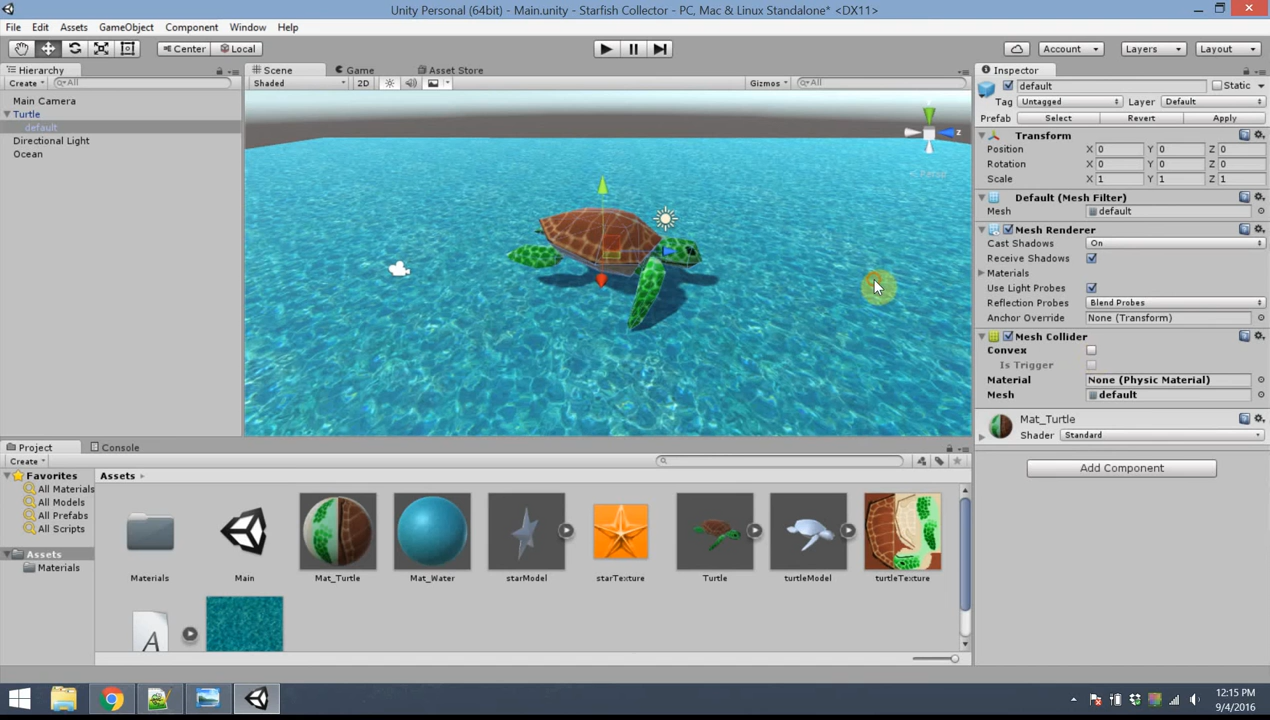 Unity Personal (64bit) - Main.unity - Starfish Collector - PC, Mac & Linux Standalone* <DX11>
File Edit Assets GameObject Component Window Help
Center Local Account Layers Layout
Hierarchy
Create All
Main Camera
Turtle
default
Directional Light
Ocean
Scene Game Asset Store
Shaded 2D Gizmos All
z
Persp
Inspector
default Static
Tag Untagged Layer Default
Prefab Select Revert Apply
Transform
Position X 0 Y 0 Z 0
Rotation X 0 Y 0 Z 0
Scale X 1 Y 1 Z 1
Default (Mesh Filter)
Mesh default
Mesh Renderer
Cast Shadows On
Receive Shadows
Materials
Use Light Probes
Reflection Probes Blend Probes
Anchor Override None (Transform)
Mesh Collider
Convex
Is Trigger
Material None (Physic Material)
Mesh default
Mat_Turtle
Shader Standard
Add Component
Project Console
Create
Favorites
All Materials
All Models
All Prefabs
All Scripts
Assets
Materials
Assets
Materials Main Mat_Turtle Mat_Water starModel starTexture Turtle turtleModel turtleTexture
A
12:15 PM
9/4/2016